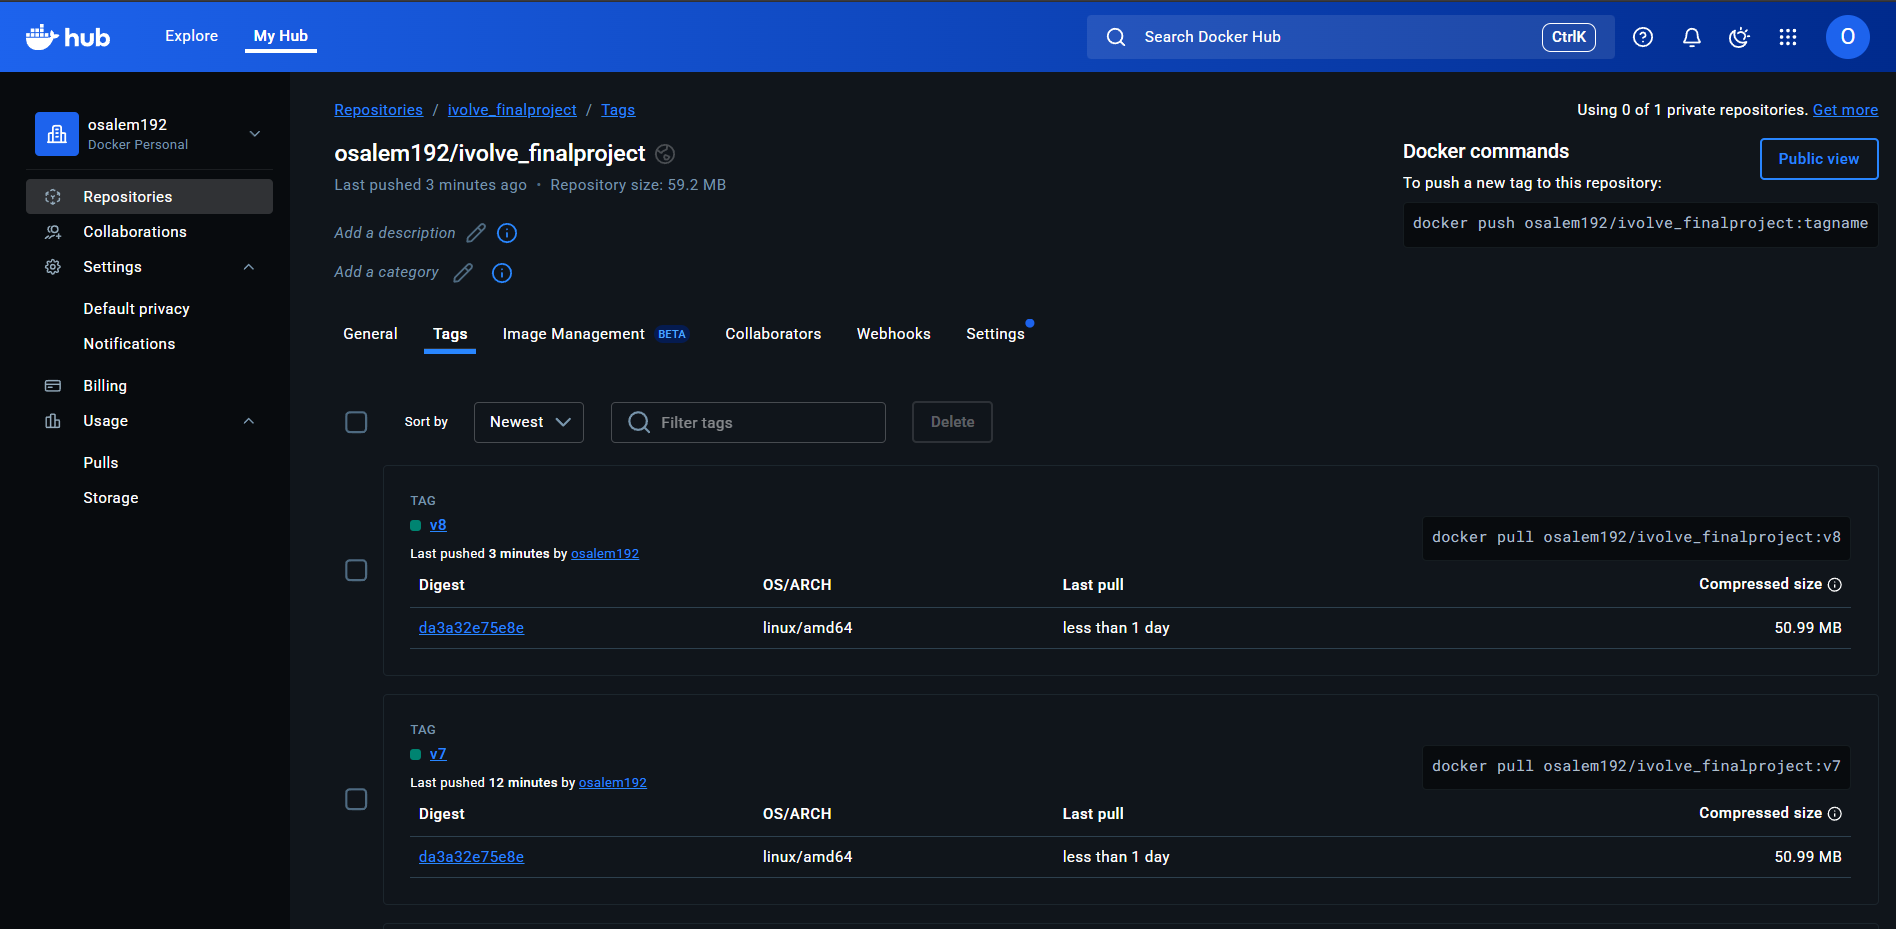 hub
Explore
My Hub
Search Docker Hub
CtrlK
O
osalem192
Docker Personal
Repositories
Collaborations
Settings
Default privacy
Notifications
Billing
Usage
Pulls
Storage
Repositories / ivolve_finalproject / Tags
Using 0 of 1 private repositories. Get more
osalem192/ivolve_finalproject
Last pushed 3 minutes ago • Repository size: 59.2 MB
Add a description
Add a category
Docker commands
Public view
To push a new tag to this repository:
docker push osalem192/ivolve_finalproject:tagname
General
Tags
Image Management BETA
Collaborators
Webhooks
Settings
Sort by
Newest
Filter tags
Delete
TAG
v8
Last pushed 3 minutes by osalem192
docker pull osalem192/ivolve_finalproject:v8
Digest OS/ARCH Last pull Compressed size
da3a32e75e8e linux/amd64 less than 1 day 50.99 MB
TAG
v7
Last pushed 12 minutes by osalem192
docker pull osalem192/ivolve_finalproject:v7
Digest OS/ARCH Last pull Compressed size
da3a32e75e8e linux/amd64 less than 1 day 50.99 MB